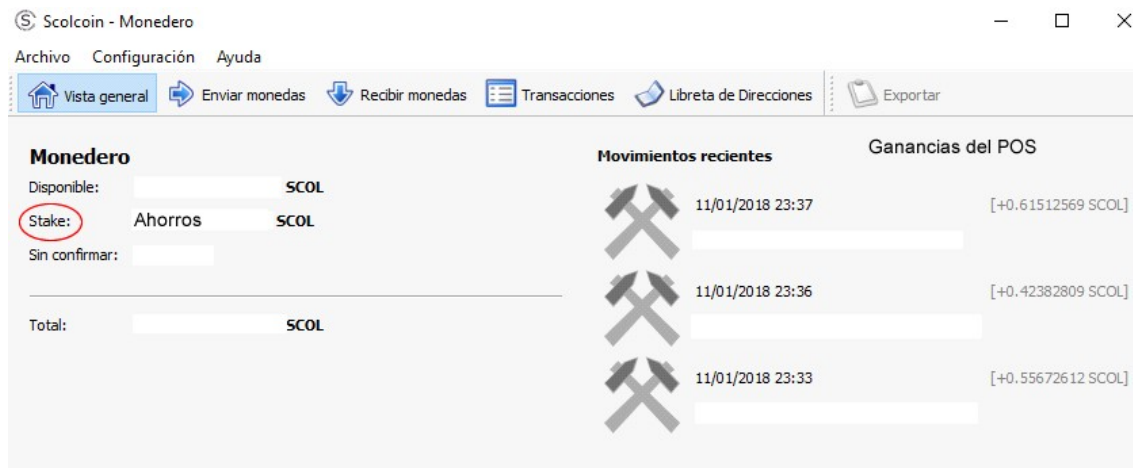 Scolcoin - Monedero
Archivo Configuración Ayuda
Vista general Enviar monedas Recibir monedas Transacciones Libreta de Direcciones Exportar
Monedero
Disponible: SCOL
Stake: Ahorros SCOL
Sin confirmar:
Total: SCOL
Movimientos recientes Ganancias del POS
11/01/2018 23:37 [+0.61512569 SCOL]
11/01/2018 23:36 [+0.42382809 SCOL]
11/01/2018 23:33 [+0.55672612 SCOL]